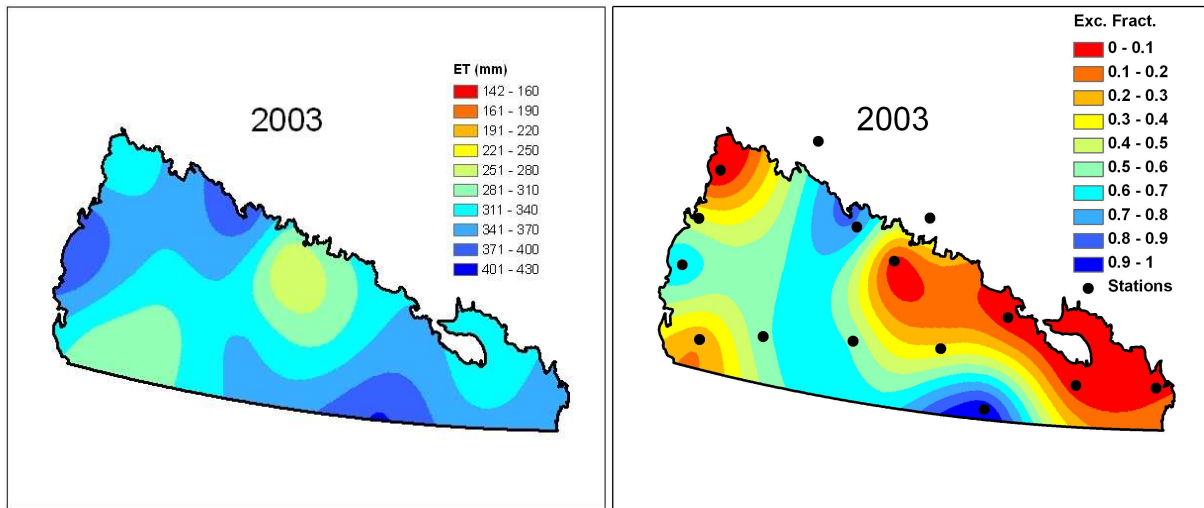 ET (mm)
142 - 160
161 - 190
191 - 220
221 - 250
251 - 280
281 - 310
311 - 340
341 - 370
371 - 400
401 - 430
2003
Exc. Fract.
0 - 0.1
0.1 - 0.2
0.2 - 0.3
0.3 - 0.4
0.4 - 0.5
0.5 - 0.6
0.6 - 0.7
0.7 - 0.8
0.8 - 0.9
0.9 - 1
Stations
2003